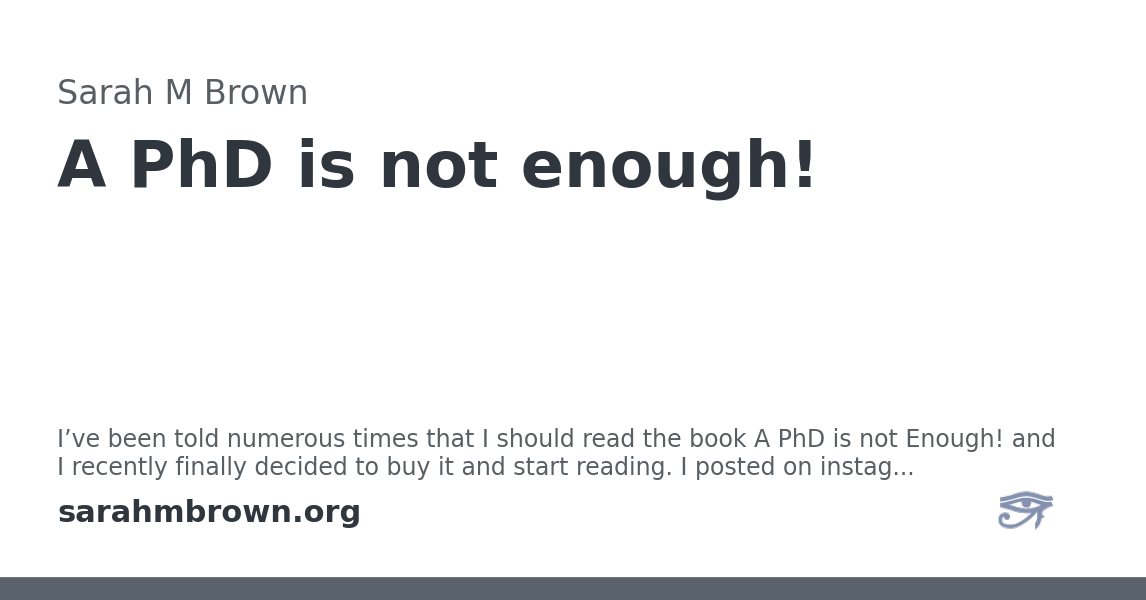 Sarah M Brown
A PhD is not enough!
I’ve been told numerous times that I should read the book A PhD is not Enough! and
I recently finally decided to buy it and start reading. I posted on instag...
sarahmbrown.org